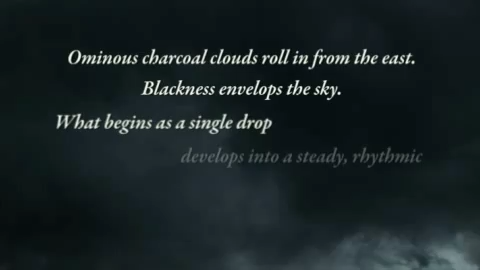 Ominous charcoal clouds roll in from the east.
Blackness envelops the sky.
What begins as a single drop
develops into a steady, rhythmic